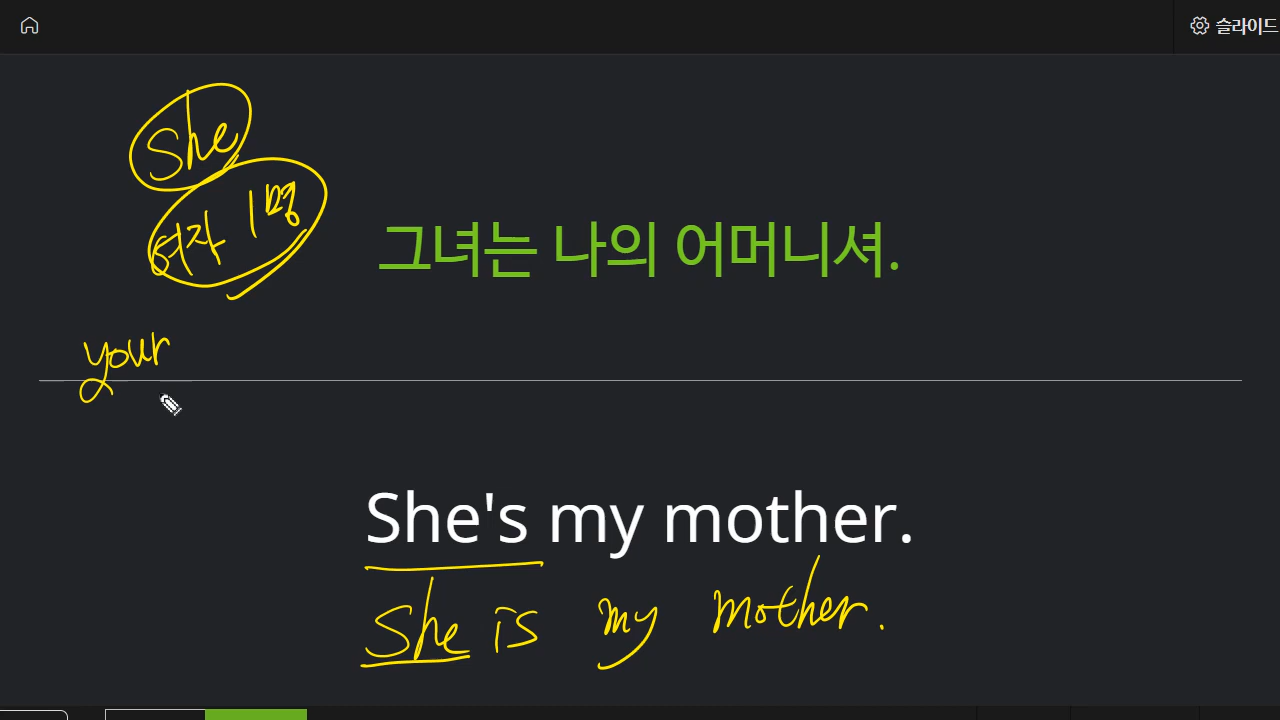 슬라이드
She
여자 1명
그녀는 나의 어머니셔.
your
She's my mother.
She is my mother.